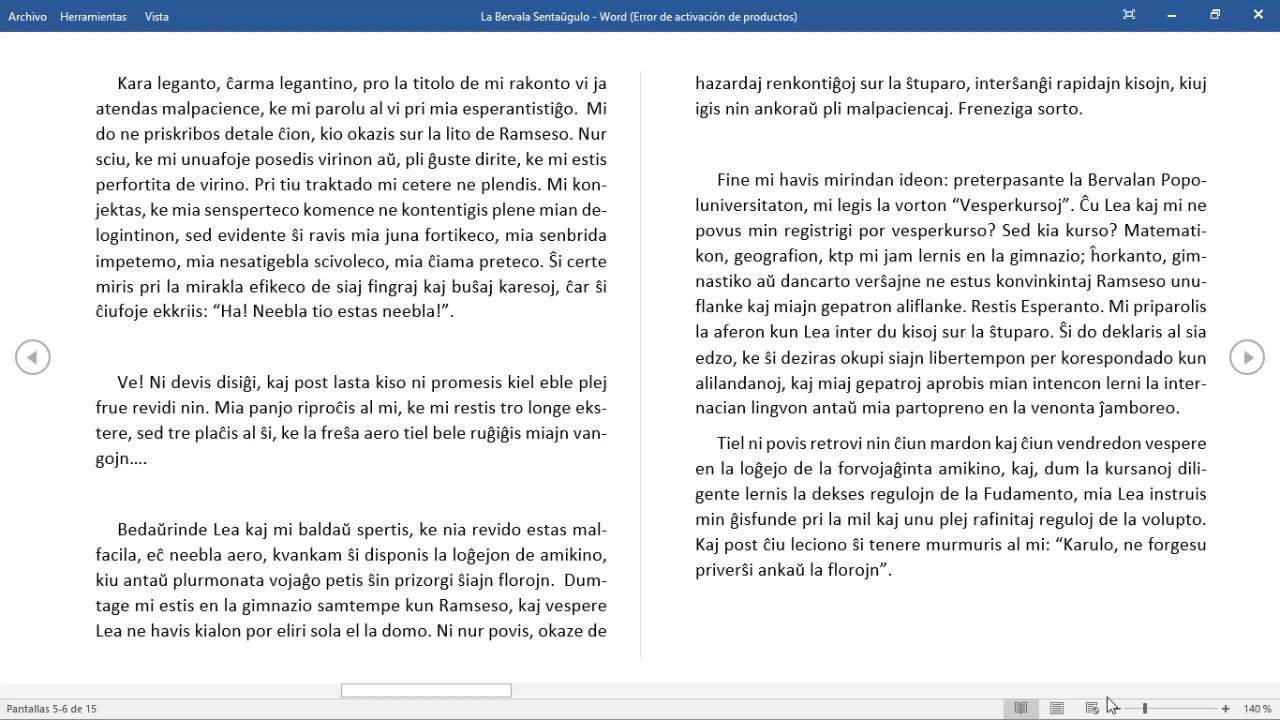 Archivo Herramientas Vista La Bervala Sentaŭgulo - Word (Error de activación de productos)
Kara leganto, ĉarma legantino, pro la titolo de mi rakonto vi ja
atendas malpacience, ke mi parolu al vi pri mia esperantistiĝo. Mi
do ne priskribos detale ĉion, kio okazis sur la lito de Ramseso. Nur
sciu, ke mi unuafoje posedis virinon aŭ, pli ĝuste dirite, ke mi estis
perfortita de virino. Pri tiu traktado mi cetere ne plendis. Mi kon-
jektas, ke mia sensperteco komence ne kontentigis plene mian de-
logintinon, sed evidente ŝi ravis mia juna fortikeco, mia senbrida
impetemo, mia nesatigebla scivoleco, mia ĉiama preteco. Ŝi certe
miris pri la mirakla efikeco de siaj fingraj kaj buŝaj karesoj, ĉar ŝi
ĉiufoje ekkriis: “Ha! Neebla tio estas neebla!”.
Ve! Ni devis disiĝi, kaj post lasta kiso ni promesis kiel eble plej
frue revidi nin. Mia panjo riproĉis al mi, ke mi restis tro longe eks-
tere, sed tre plaĉis al ŝi, ke la freŝa aero tiel bele ruĝiĝis miajn van-
gojn....
Bedaŭrinde Lea kaj mi baldaŭ spertis, ke nia revido estas mal-
facila, eĉ neebla aero, kvankam ŝi disponis la loĝejon de amikino,
kiu antaŭ plurmonata vojaĝo petis ŝin prizorgi ŝiajn florojn. Dum-
tage mi estis en la gimnazio samtempe kun Ramseso, kaj vespere
Lea ne havis kialon por eliri sola el la domo. Ni nur povis, okaze de
hazardaj renkontiĝoj sur la ŝtuparo, interŝanĝi rapidajn kisojn, kiuj
igis nin ankoraŭ pli malpaciencaj. Freneziga sorto.
Fine mi havis mirindan ideon: preterpasante la Bervalan Popo-
luniversitaton, mi legis la vorton “Vesperkursoj”. Ĉu Lea kaj mi ne
povus min registrigi por vesperkurso? Sed kia kurso? Matemati-
kon, geografion, ktp mi jam lernis en la gimnazio; ĥorkanto, gim-
nastiko aŭ dancarto verŝajne ne estus konvinkintaj Ramseso unu-
flanke kaj miajn gepatron aliflanke. Restis Esperanto. Mi priparolis
la aferon kun Lea inter du kisoj sur la ŝtuparo. Ŝi do deklaris al sia
edzo, ke ŝi deziras okupi siajn libertempon per korespondado kun
alilandanoj, kaj miaj gepatroj aprobis mian intencon lerni la inter-
nacian lingvon antaŭ mia partopreno en la venonta ĵamboreo.
Tiel ni povis retrovi nin ĉiun mardon kaj ĉiun vendredon vespere
en la loĝejo de la forvojaĝinta amikino, kaj, dum la kursanoj dili-
gente lernis la dekses regulojn de la Fudamento, mia Lea instruis
min ĝisfunde pri la mil kaj unu plej rafinitaj reguloj de la volupto.
Kaj post ĉiu leciono ŝi tenere murmuris al mi: “Karulo, ne forgesu
priverŝi ankaŭ la florojn”.
Pantallas 5-6 de 15 140 %